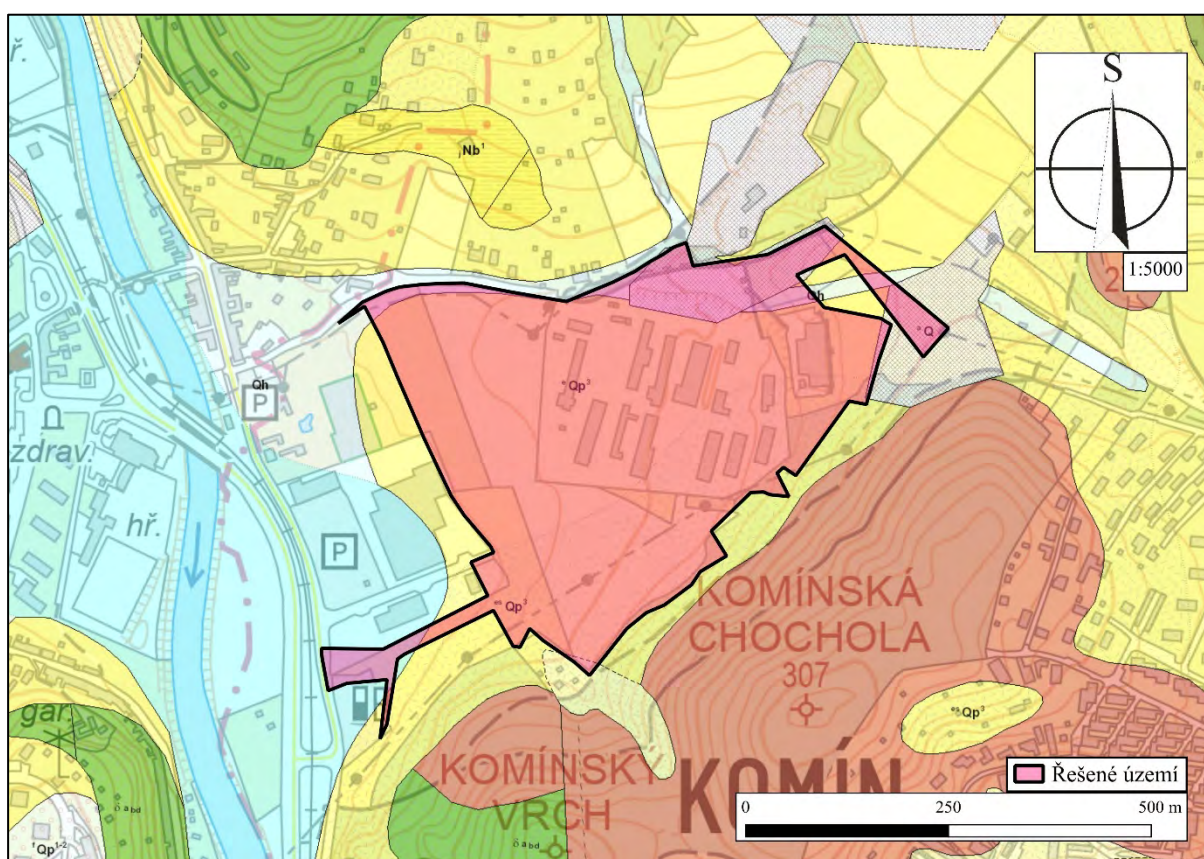 ř.
S
1:5000
jNb¹
Qh
Q
Qp³
Qh
P
zdrav.
hř.
P
Qp³
KOMÍNSKÁ
CHOCHOLA
307
Qp³
gar.
KOMÍNSKÝ
VRCH
KOMÍN
Řešené území
0 250 500 m
Qp¹⁻²